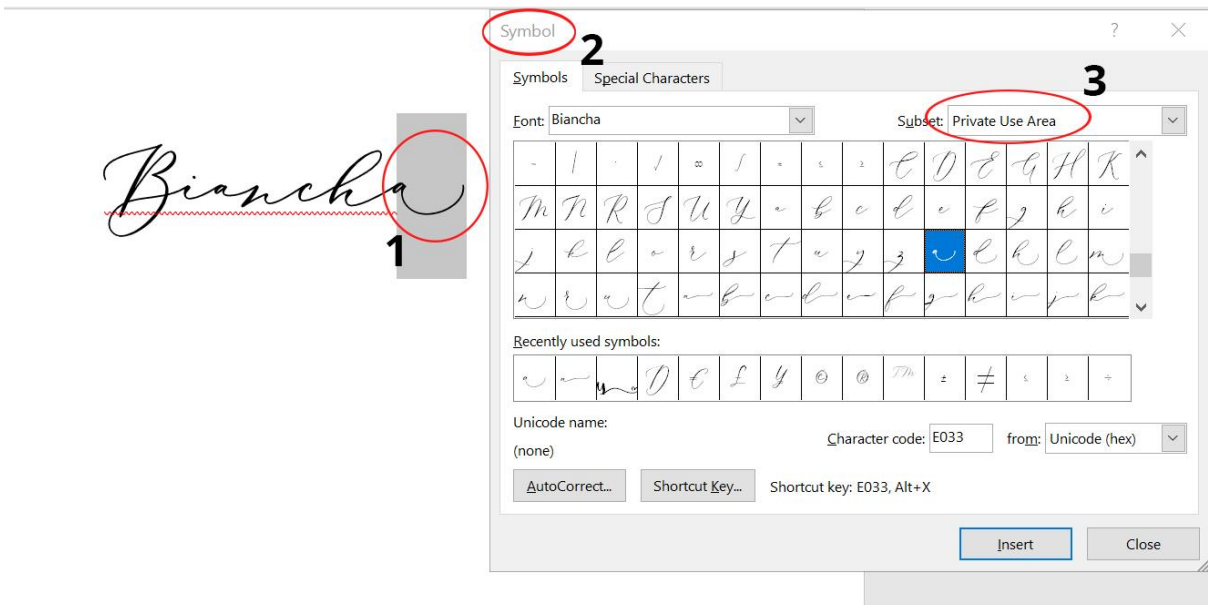 Biancha
1
Symbol
2
?
Symbols
Special Characters
3
Font:
Biancha
Subset:
Private Use Area
C D E G H K
M N R S U Y a b c d e f g h i
j k l o r s t u y z a d h l m
n r u t a b c d e f g h i j k
Recently used symbols:
© ® TM ± ≠ ≤ ≥ ÷
Unicode name:
(none)
Character code:
E033
from:
Unicode (hex)
AutoCorrect...
Shortcut Key...
Shortcut key: E033, Alt+X
Insert
Close